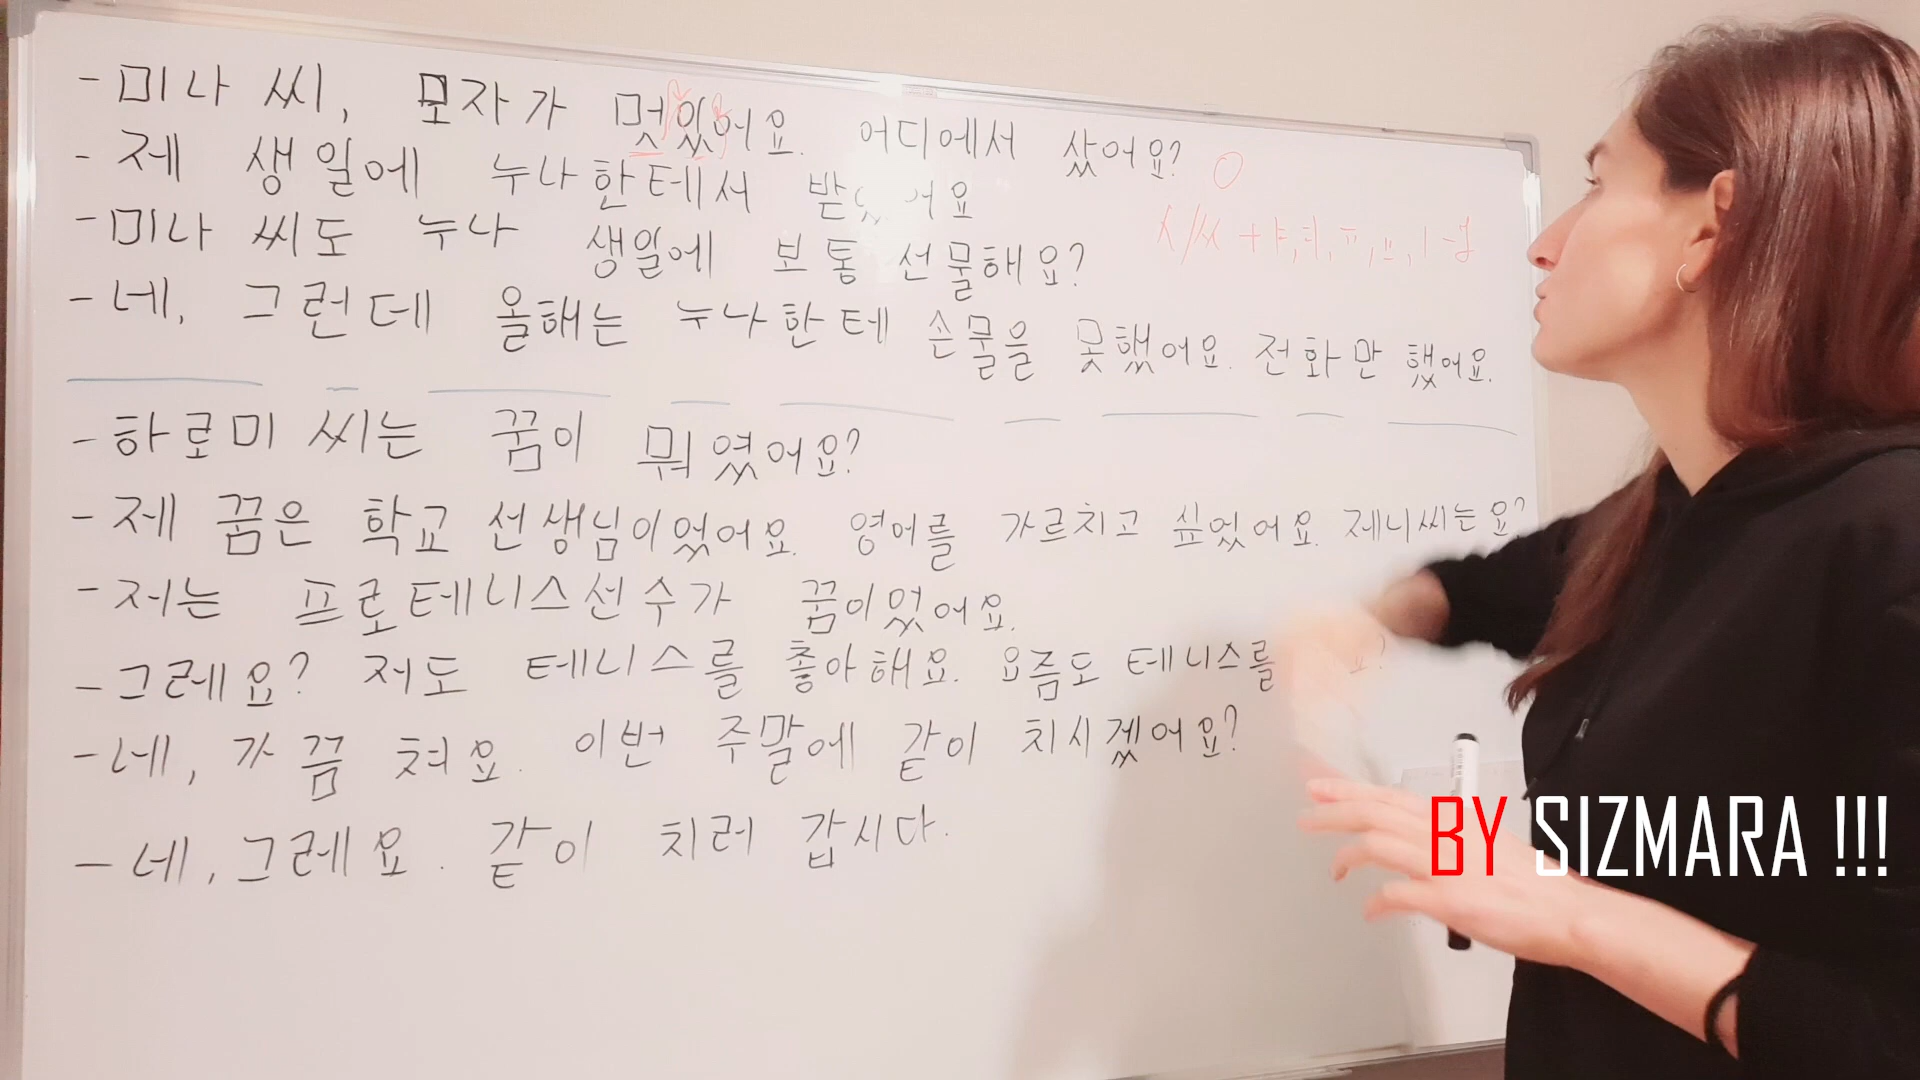 - 미나 씨, 모자가 멋있어요. 어디에서 샀어요?
- 제 생일에 누나한테서 받았어요
- 미나 씨도 누나 생일에 보통 선물해요?
- 네, 그런데 올해는 누나한테 손물을 못했어요. 전화만 했어요.
ㅅ/ㅆ + ㅑ, ㅕ, ㅠ, ㅛ, ㅣ
- 하로미 씨는 꿈이 뭐였어요?
- 제 꿈은 학교 선생님이었어요. 영어를 가르치고 싶었어요. 제니씨는요?
- 저는 프로테니스선수가 꿈이었어요.
- 그레요? 저도 테니스를 좋아해요. 요즘도 테니스를
- 네, 가끔 쳐요. 이번 주말에 같이 치시겠어요?
- 네, 그레요. 같이 치러 갑시다.
BY SIZMARA !!!